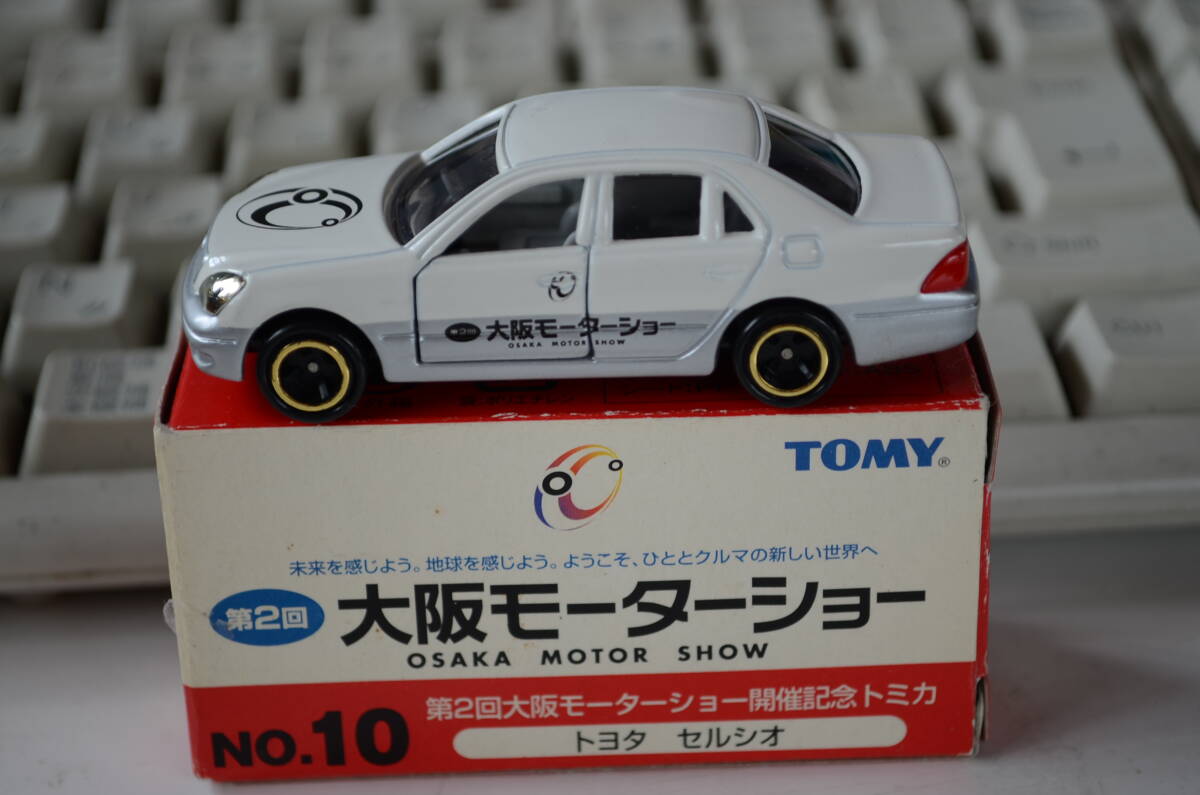 第2回 大阪モーターショー
OSAKA MOTOR SHOW
TOMY®
未来を感じよう。地球を感じよう。ようこそ、ひととクルマの新しい世界へ
第2回 大阪モーターショー
OSAKA MOTOR SHOW
NO.10
第2回大阪モーターショー開催記念トミカ
トヨタ セルシオ